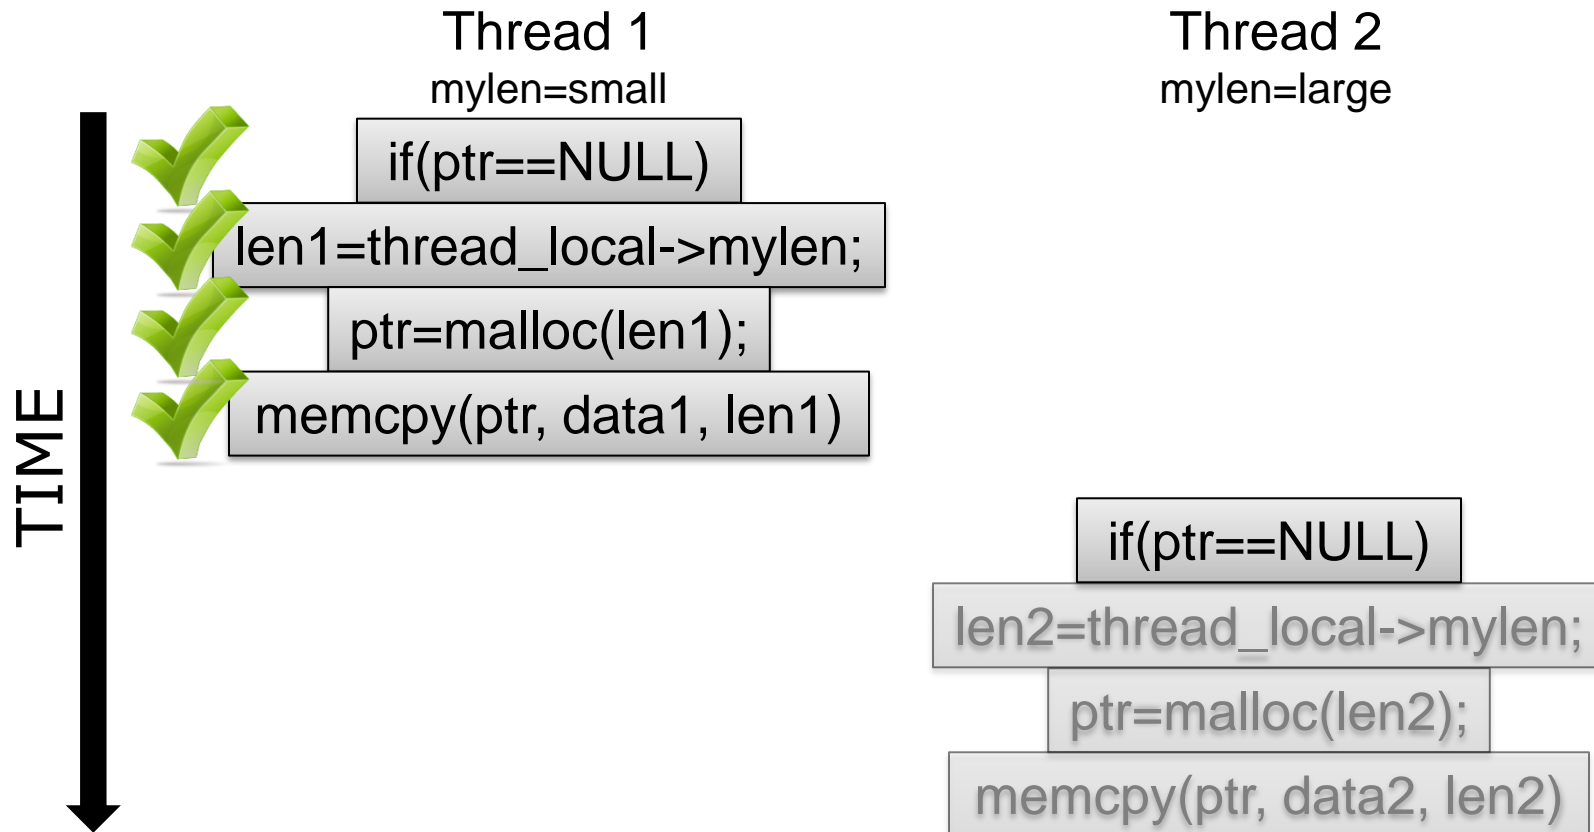 Thread 1
mylen=small
Thread 2
mylen=large
TIME
if(ptr==NULL)
len1=thread_local->mylen;
ptr=malloc(len1);
memcpy(ptr, data1, len1)
if(ptr==NULL)
len2=thread_local->mylen;
ptr=malloc(len2);
memcpy(ptr, data2, len2)